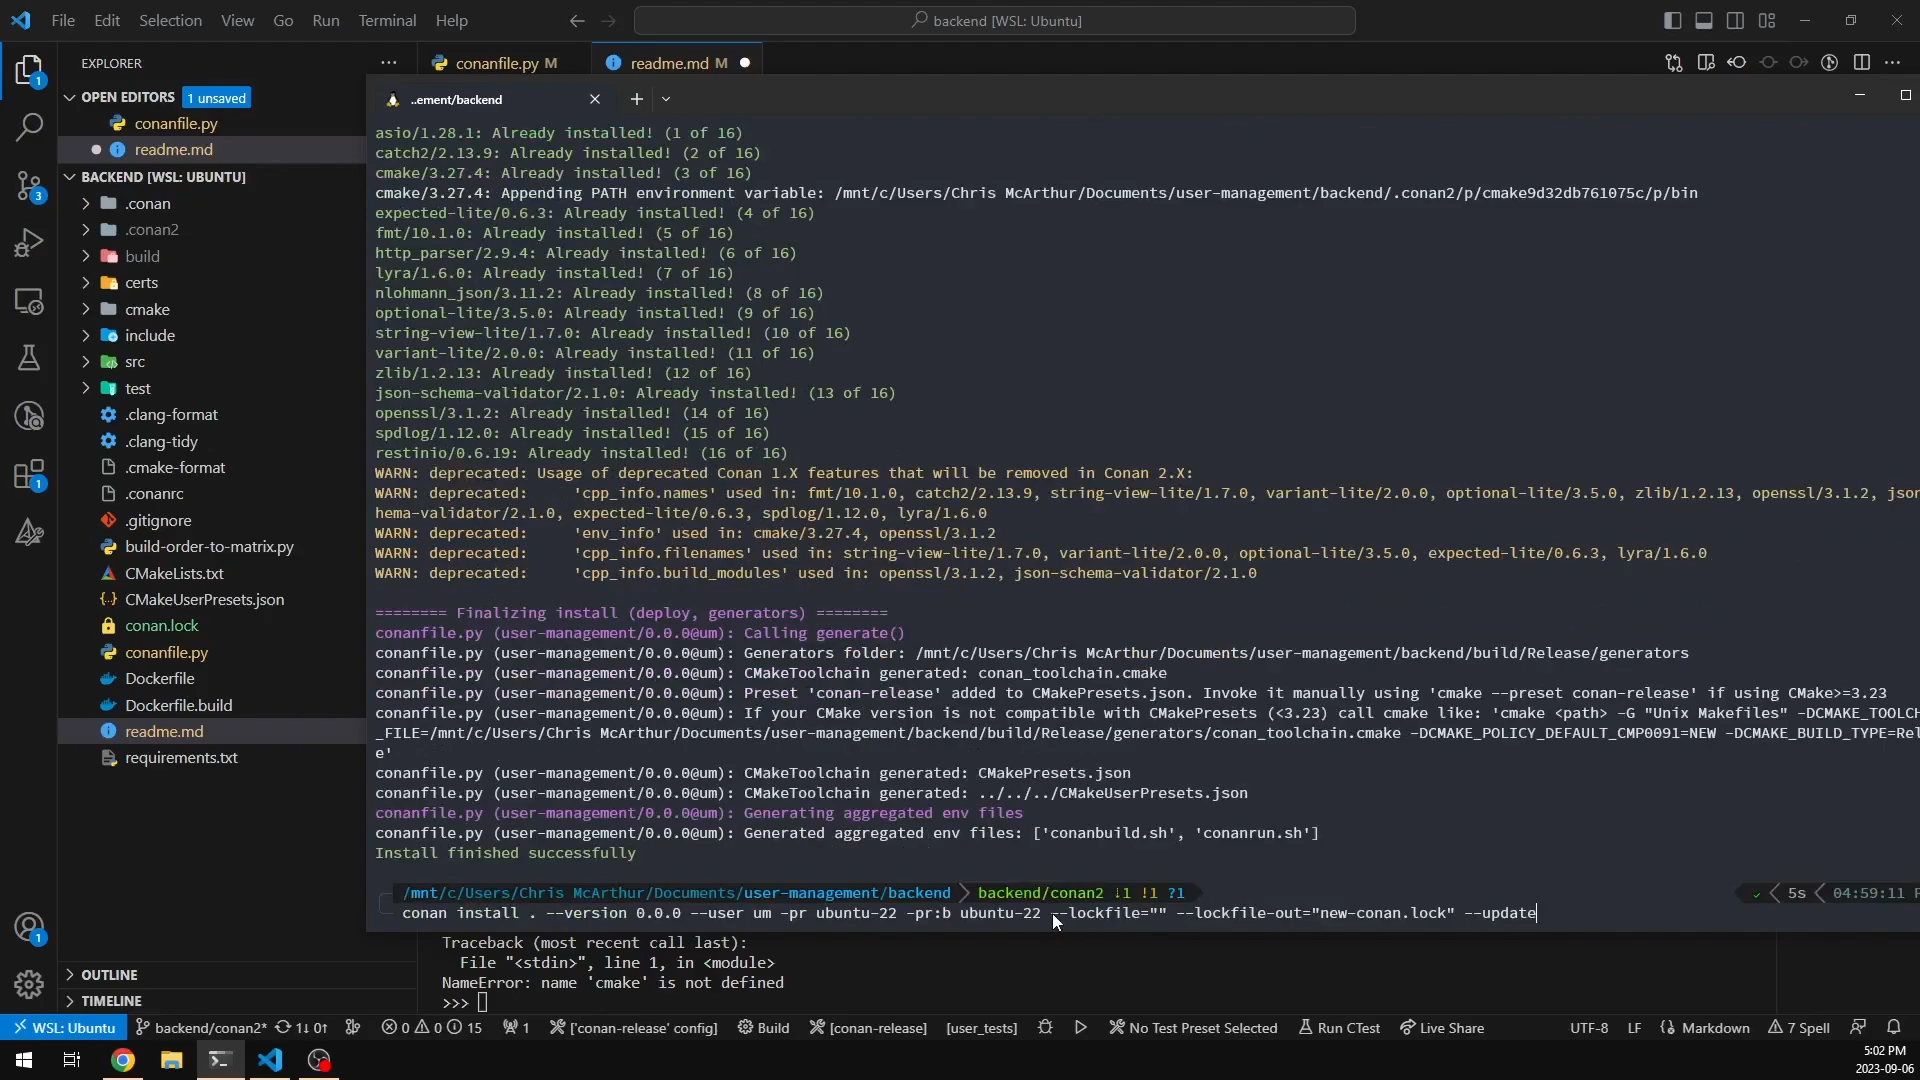 File Edit Selection View Go Run Terminal Help
backend [WSL: Ubuntu]
EXPLORER
conanfile.py M
readme.md M
OPEN EDITORS 1 unsaved
conanfile.py
readme.md
BACKEND [WSL: UBUNTU]
.conan
.conan2
build
certs
cmake
include
src
test
.clang-format
.clang-tidy
.cmake-format
.conanrc
.gitignore
build-order-to-matrix.py
CMakeLists.txt
CMakeUserPresets.json
conan.lock
conanfile.py
Dockerfile
Dockerfile.build
readme.md
requirements.txt
OUTLINE
TIMELINE
..ement/backend
asio/1.28.1: Already installed! (1 of 16)
catch2/2.13.9: Already installed! (2 of 16)
cmake/3.27.4: Already installed! (3 of 16)
cmake/3.27.4: Appending PATH environment variable: /mnt/c/Users/Chris McArthur/Documents/user-management/backend/.conan2/p/cmake9d32db761075c/p/bin
expected-lite/0.6.3: Already installed! (4 of 16)
fmt/10.1.0: Already installed! (5 of 16)
http_parser/2.9.4: Already installed! (6 of 16)
lyra/1.6.0: Already installed! (7 of 16)
nlohmann_json/3.11.2: Already installed! (8 of 16)
optional-lite/3.5.0: Already installed! (9 of 16)
string-view-lite/1.7.0: Already installed! (10 of 16)
variant-lite/2.0.0: Already installed! (11 of 16)
zlib/1.2.13: Already installed! (12 of 16)
json-schema-validator/2.1.0: Already installed! (13 of 16)
openssl/3.1.2: Already installed! (14 of 16)
spdlog/1.12.0: Already installed! (15 of 16)
restinio/0.6.19: Already installed! (16 of 16)
WARN: deprecated: Usage of deprecated Conan 1.X features that will be removed in Conan 2.X:
WARN: deprecated:     'cpp_info.names' used in: fmt/10.1.0, catch2/2.13.9, string-view-lite/1.7.0, variant-lite/2.0.0, optional-lite/3.5.0, zlib/1.2.13, openssl/3.1.2, json
hema-validator/2.1.0, expected-lite/0.6.3, spdlog/1.12.0, lyra/1.6.0
WARN: deprecated:     'env_info' used in: cmake/3.27.4, openssl/3.1.2
WARN: deprecated:     'cpp_info.filenames' used in: string-view-lite/1.7.0, variant-lite/2.0.0, optional-lite/3.5.0, expected-lite/0.6.3, lyra/1.6.0
WARN: deprecated:     'cpp_info.build_modules' used in: openssl/3.1.2, json-schema-validator/2.1.0
======== Finalizing install (deploy, generators) ========
conanfile.py (user-management/0.0.0@um): Calling generate()
conanfile.py (user-management/0.0.0@um): Generators folder: /mnt/c/Users/Chris McArthur/Documents/user-management/backend/build/Release/generators
conanfile.py (user-management/0.0.0@um): CMakeToolchain generated: conan_toolchain.cmake
conanfile.py (user-management/0.0.0@um): Preset 'conan-release' added to CMakePresets.json. Invoke it manually using 'cmake --preset conan-release' if using CMake>=3.23
conanfile.py (user-management/0.0.0@um): If your CMake version is not compatible with CMakePresets (<3.23) call cmake like: 'cmake <path> -G "Unix Makefiles" -DCMAKE_TOOLCH
_FILE=/mnt/c/Users/Chris McArthur/Documents/user-management/backend/build/Release/generators/conan_toolchain.cmake -DCMAKE_POLICY_DEFAULT_CMP0091=NEW -DCMAKE_BUILD_TYPE=Rel
e'
conanfile.py (user-management/0.0.0@um): CMakeToolchain generated: CMakePresets.json
conanfile.py (user-management/0.0.0@um): CMakeToolchain generated: ../../../CMakeUserPresets.json
conanfile.py (user-management/0.0.0@um): Generating aggregated env files
conanfile.py (user-management/0.0.0@um): Generated aggregated env files: ['conanbuild.sh', 'conanrun.sh']
Install finished successfully
/mnt/c/Users/Chris McArthur/Documents/user-management/backend backend/conan2 ↓1 !1 ?1 5s 04:59:11 P
conan install . --version 0.0.0 --user um -pr ubuntu-22 -pr:b ubuntu-22 --lockfile="" --lockfile-out="new-conan.lock" --update
Traceback (most recent call last):
File "<stdin>", line 1, in <module>
NameError: name 'cmake' is not defined
>>>
WSL: Ubuntu backend/conan2* 1↓ 0↑ 0 0 15 1 ['conan-release' config] Build [conan-release] [user_tests] No Test Preset Selected Run CTest Live Share UTF-8 LF Markdown 7 Spell
5:02 PM
2023-09-06